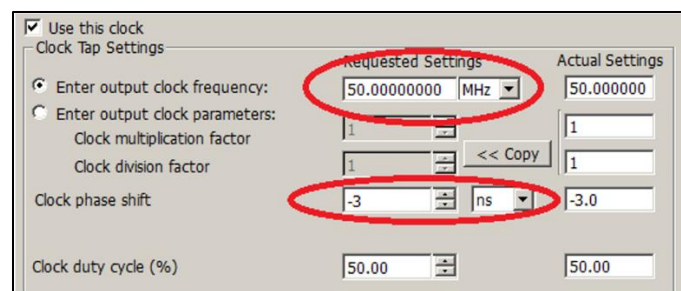 Use this clock
Clock Tap Settings
Requested Settings Actual Settings
Enter output clock frequency: 50.00000000 MHz 50.000000
Enter output clock parameters:
Clock multiplication factor 1 1
<< Copy
Clock division factor 1 1
Clock phase shift -3 ns -3.0
Clock duty cycle (%) 50.00 50.00